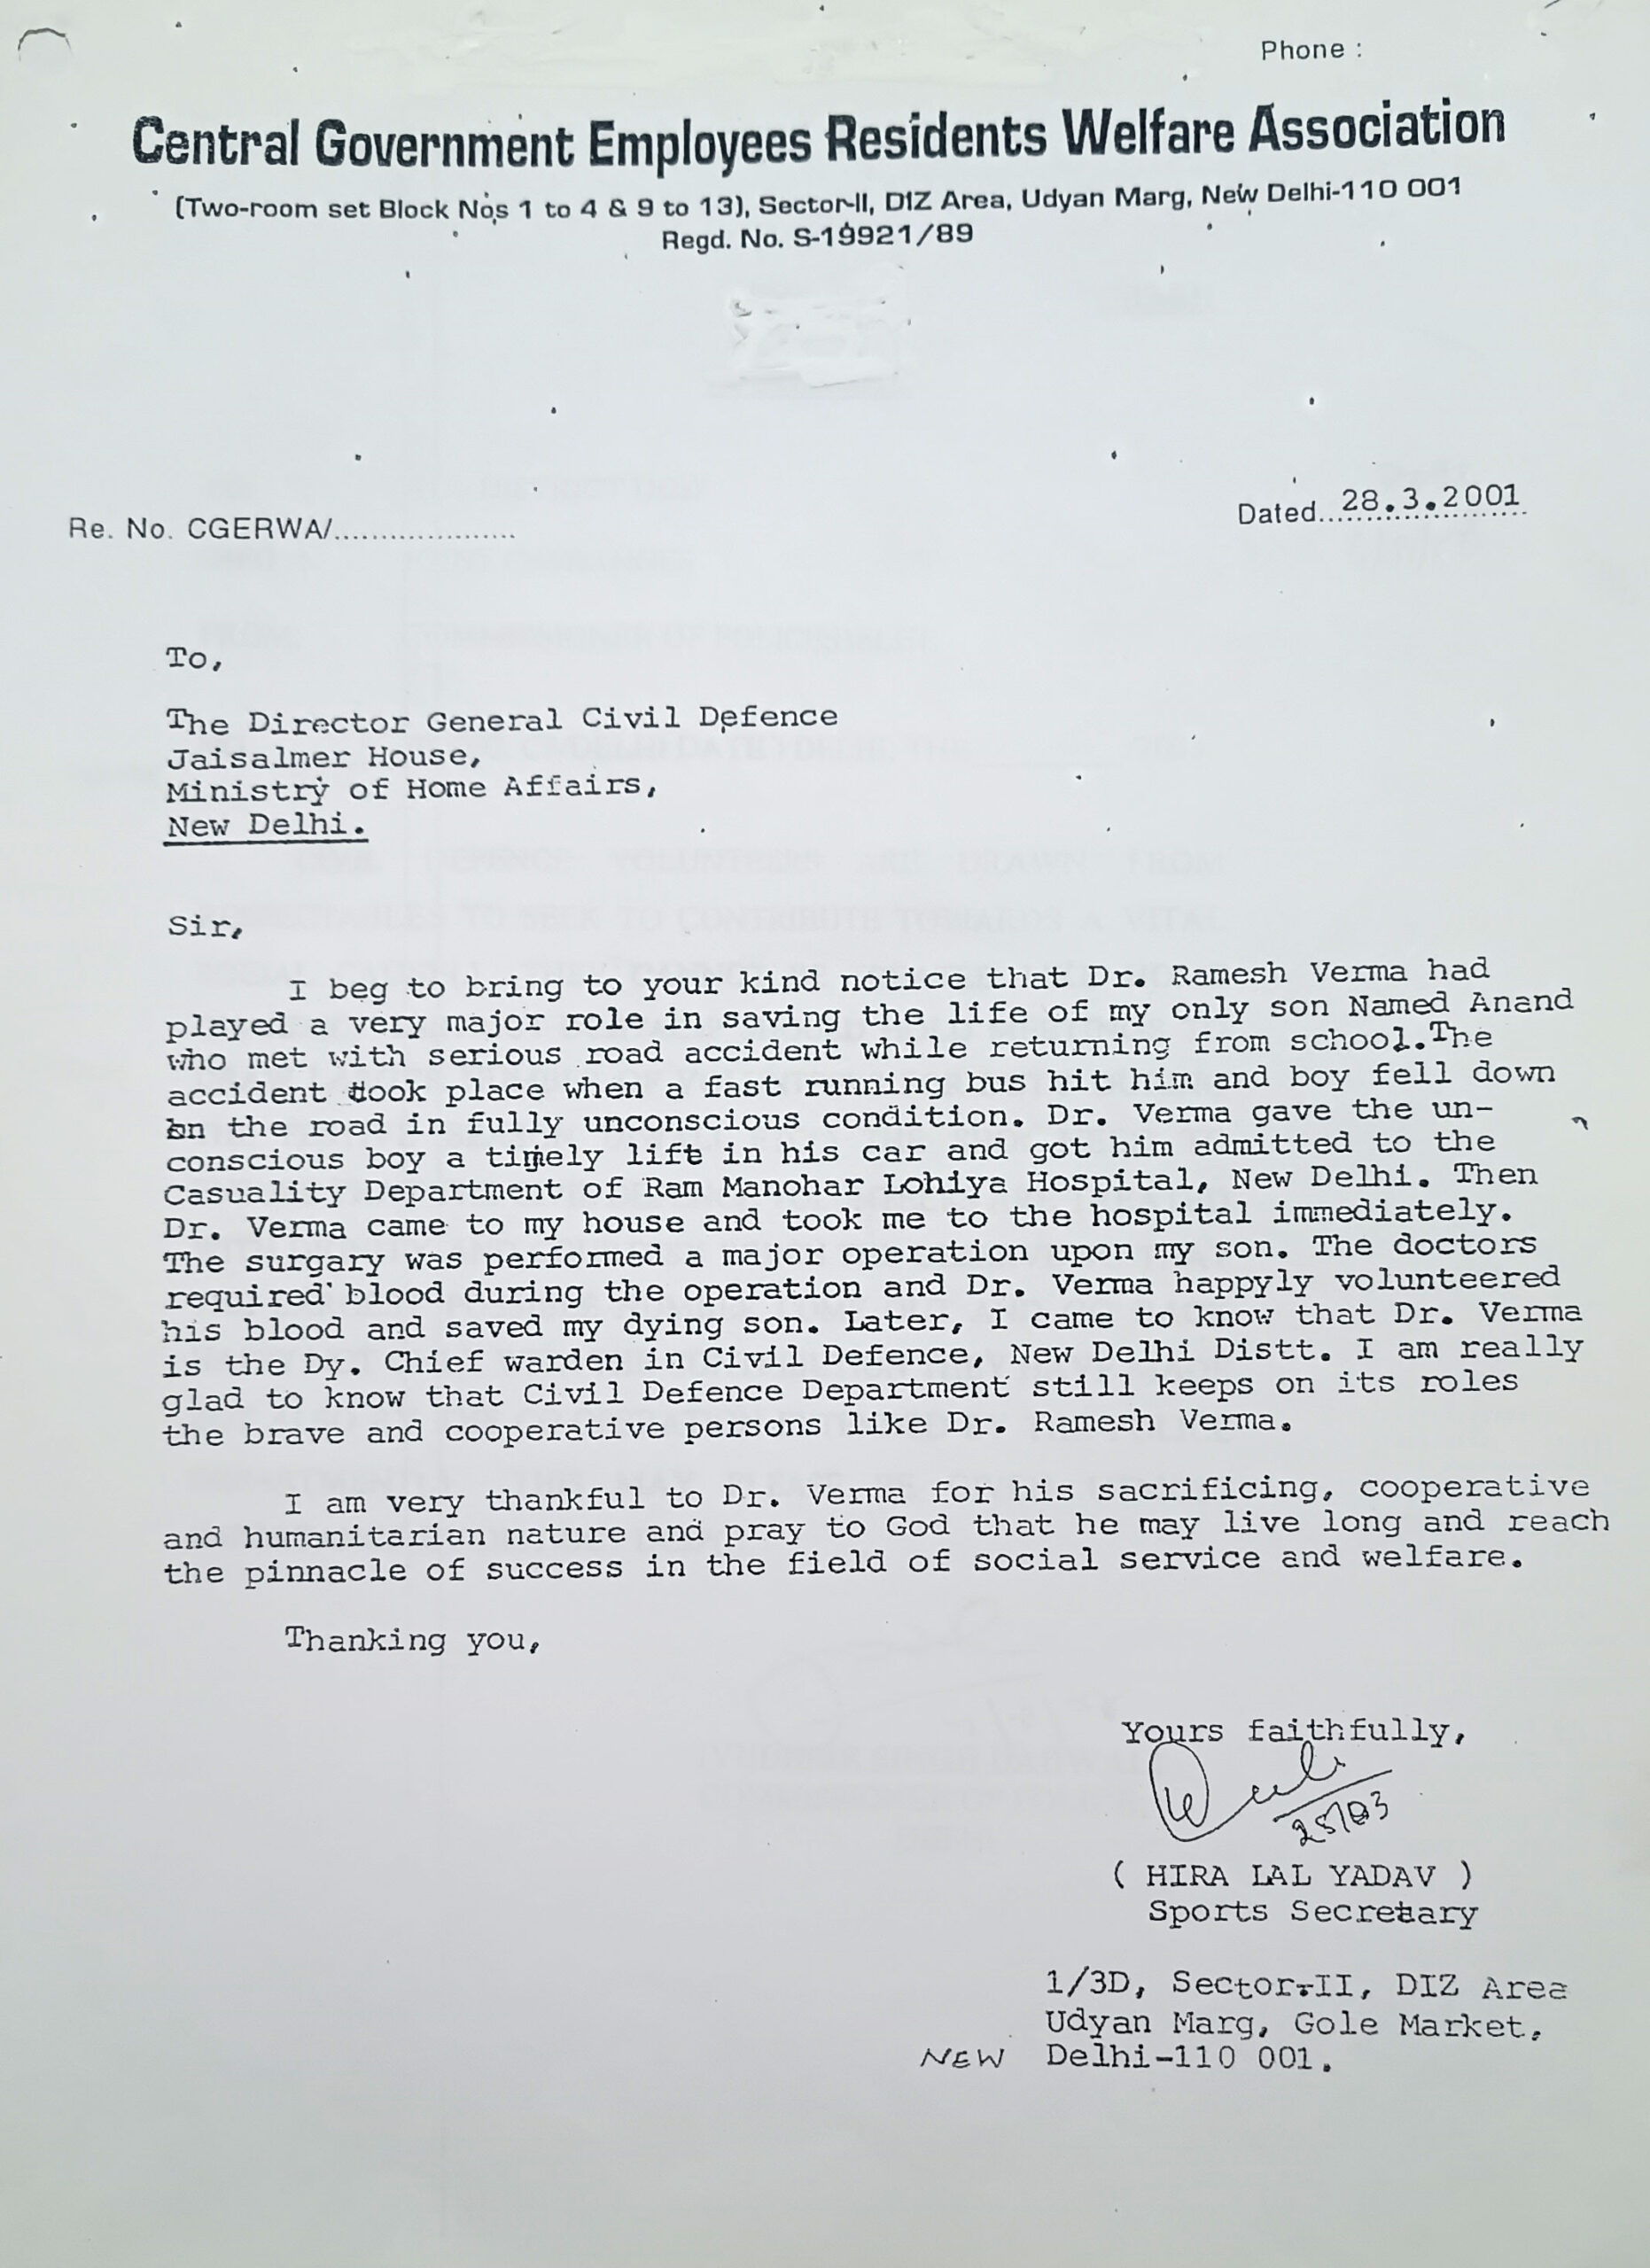 Phone :
Central Government Employees Residents Welfare Association
(Two-room set Block Nos 1 to 4 & 9 to 13), Sector-II, DIZ Area, Udyan Marg, New Delhi-110 001
Regd. No. S-19921/89
Re. No. CGERWA/.....................
Dated...28.3.2001
To,
The Director General Civil Defence
Jaisalmer House,
Ministry of Home Affairs,
New Delhi.
Sir,
I beg to bring to your kind notice that Dr. Ramesh Verma had
played a very major role in saving the life of my only son Named Anand
who met with serious road accident while returning from school.The
accident took place when a fast running bus hit him and boy fell down
on the road in fully unconscious condition. Dr. Verma gave the un-
conscious boy a timely lift in his car and got him admitted to the
Casuality Department of Ram Manohar Lohiya Hospital, New Delhi. Then
Dr. Verma came to my house and took me to the hospital immediately.
The surgary was performed a major operation upon my son. The doctors
required blood during the operation and Dr. Verma happyly volunteered
his blood and saved my dying son. Later, I came to know that Dr. Verma
is the Dy. Chief warden in Civil Defence, New Delhi Distt. I am really
glad to know that Civil Defence Department still keeps on its roles
the brave and cooperative persons like Dr. Ramesh Verma.
I am very thankful to Dr. Verma for his sacrificing, cooperative
and humanitarian nature and pray to God that he may live long and reach
the pinnacle of success in the field of social service and welfare.
Thanking you,
Yours faithfully,
( HIRA LAL YADAV )
Sports Secretary
1/3D, Sector-II, DIZ Area
Udyan Marg, Gole Market,
NEW Delhi-110 001.